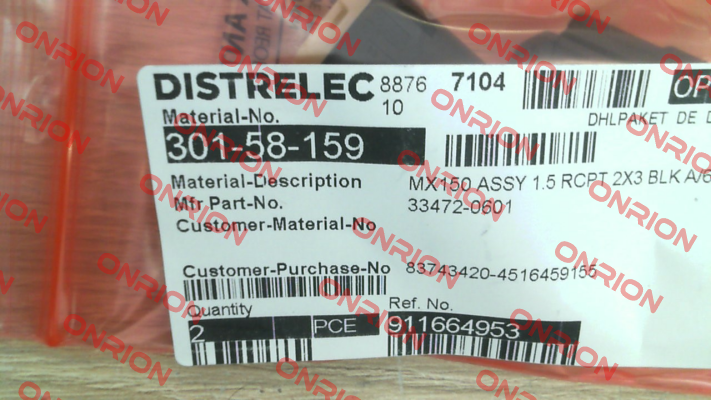 DISTRELEC 8876 7104 OP
10
Material-No. DHLPAKET DE D
301-58-159
Material-Description MX150 ASSY 1.5 RCPT 2X3 BLK A/6
Mfr.Part-No. 33472-0601
Customer-Material-No
Customer-Purchase-No 83743420-4516459155
Quantity Ref. No.
2 PCE 911664953
ONRION